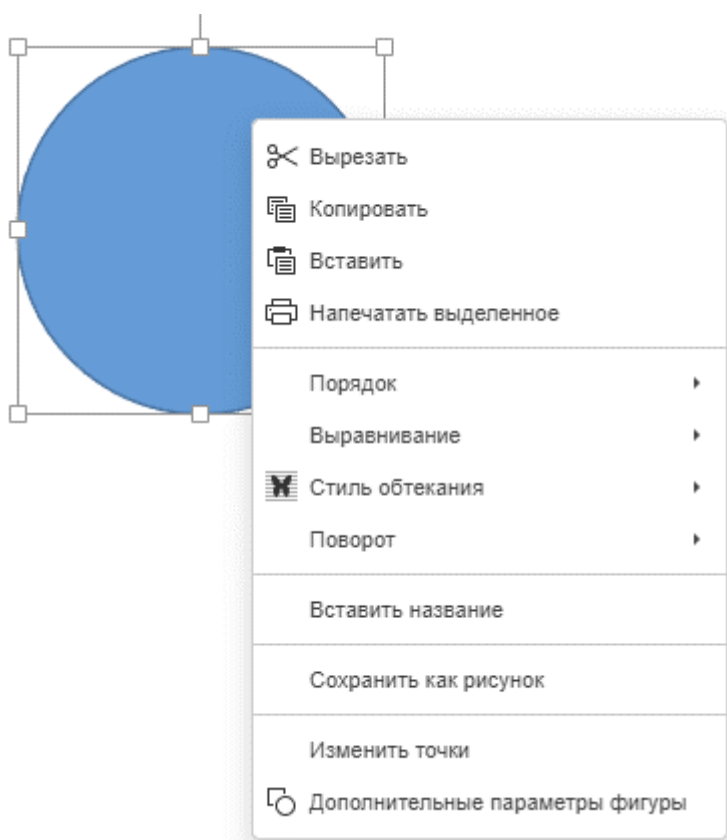 Вырезать
Копировать
Вставить
Напечатать выделенное
Порядок
Выравнивание
Стиль обтекания
Поворот
Вставить название
Сохранить как рисунок
Изменить точки
Дополнительные параметры фигуры